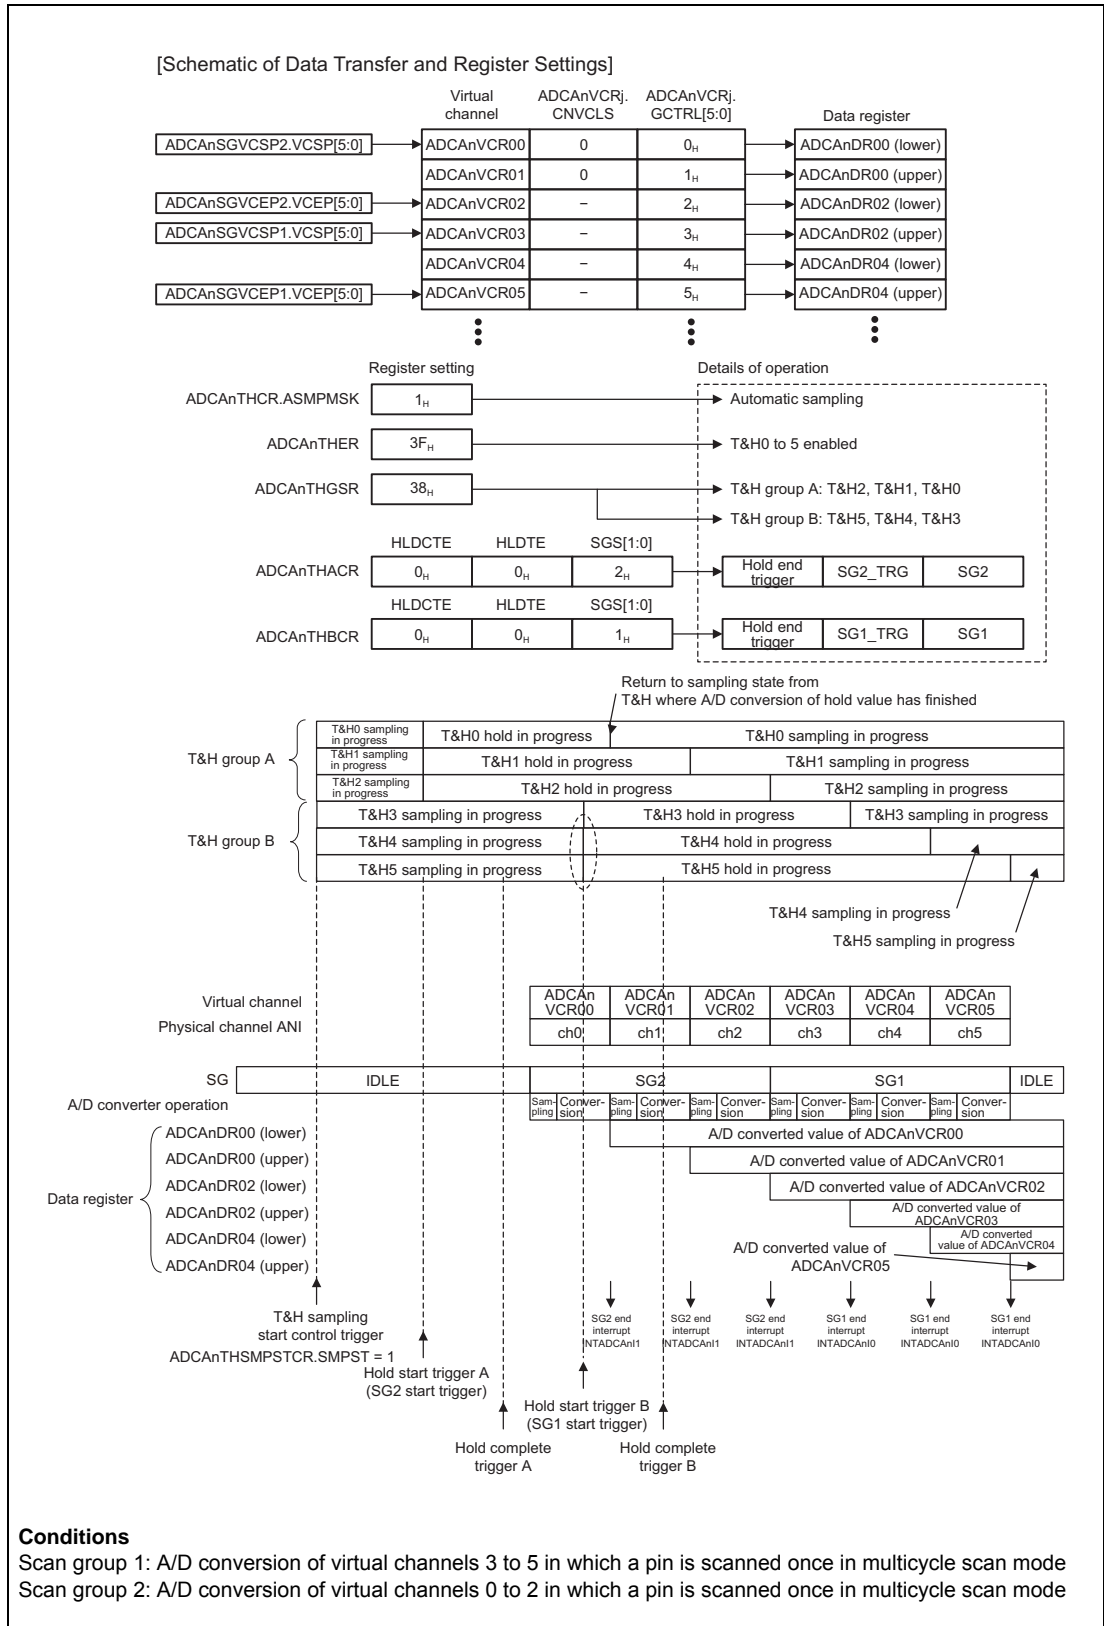 [Schematic of Data Transfer and Register Settings]
Virtual channel ADCAnVCRj. CNVCLS ADCAnVCRj. GCTRL[5:0] Data register
ADCAnSGVCSP2.VCSP[5:0] ADCAnVCR00 0 0H ADCAnDR00 (lower)
ADCAnVCR01 0 1H ADCAnDR00 (upper)
ADCAnSGVCEP2.VCEP[5:0] ADCAnVCR02 – 2H ADCAnDR02 (lower)
ADCAnSGVCSP1.VCSP[5:0] ADCAnVCR03 – 3H ADCAnDR02 (upper)
ADCAnVCR04 – 4H ADCAnDR04 (lower)
ADCAnSGVCEP1.VCEP[5:0] ADCAnVCR05 – 5H ADCAnDR04 (upper)
Register setting Details of operation
ADCAnTHCR.ASMPMSK 1H Automatic sampling
ADCAnTHER 3FH T&H0 to 5 enabled
ADCAnTHGSR 38H T&H group A: T&H2, T&H1, T&H0
T&H group B: T&H5, T&H4, T&H3
HLDCTE HLDTE SGS[1:0]
ADCAnTHACR 0H 0H 2H Hold end trigger SG2_TRG SG2
HLDCTE HLDTE SGS[1:0]
ADCAnTHBCR 0H 0H 1H Hold end trigger SG1_TRG SG1
Return to sampling state from
T&H where A/D conversion of hold value has finished
T&H group A
T&H0 sampling in progress T&H0 hold in progress T&H0 sampling in progress
T&H1 sampling in progress T&H1 hold in progress T&H1 sampling in progress
T&H2 sampling in progress T&H2 hold in progress T&H2 sampling in progress
T&H group B
T&H3 sampling in progress T&H3 hold in progress T&H3 sampling in progress
T&H4 sampling in progress T&H4 hold in progress
T&H5 sampling in progress T&H5 hold in progress
T&H4 sampling in progress
T&H5 sampling in progress
Virtual channel ADCAn VCR00 ADCAn VCR01 ADCAn VCR02 ADCAn VCR03 ADCAn VCR04 ADCAn VCR05
Physical channel ANI ch0 ch1 ch2 ch3 ch4 ch5
SG IDLE SG2 SG1 IDLE
A/D converter operation Sam-pling Conver-sion Sam-pling Conver-sion Sam-pling Conver-sion Sam-pling Conver-sion Sam-pling Conver-sion Sam-pling Conver-sion
Data register
ADCAnDR00 (lower) A/D converted value of ADCAnVCR00
ADCAnDR00 (upper) A/D converted value of ADCAnVCR01
ADCAnDR02 (lower) A/D converted value of ADCAnVCR02
ADCAnDR02 (upper) A/D converted value of ADCAnVCR03
ADCAnDR04 (lower) A/D converted value of ADCAnVCR04
ADCAnDR04 (upper) A/D converted value of ADCAnVCR05
SG2 end interrupt INTADCAnI1 SG2 end interrupt INTADCAnI1 SG2 end interrupt INTADCAnI1 SG1 end interrupt INTADCAnI0 SG1 end interrupt INTADCAnI0 SG1 end interrupt INTADCAnI0
T&H sampling
start control trigger
ADCAnTHSMPSTCR.SMPST = 1
Hold start trigger A
(SG2 start trigger)
Hold complete
trigger A
Hold start trigger B
(SG1 start trigger)
Hold complete
trigger B
Conditions
Scan group 1: A/D conversion of virtual channels 3 to 5 in which a pin is scanned once in multicycle scan mode
Scan group 2: A/D conversion of virtual channels 0 to 2 in which a pin is scanned once in multicycle scan mode